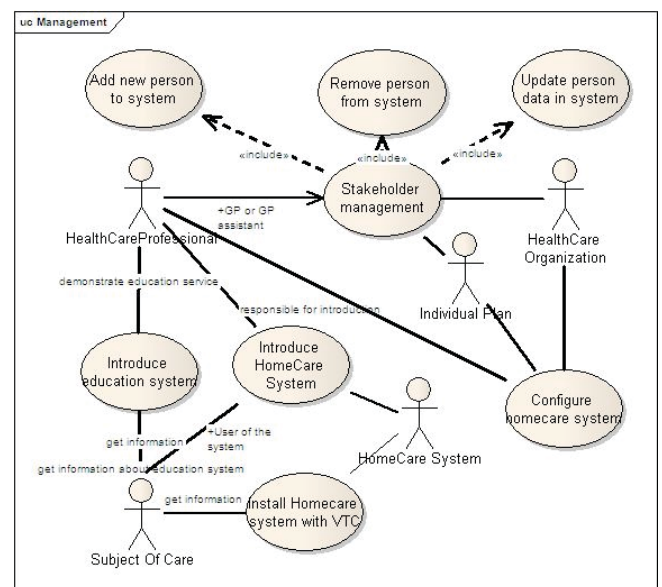 uc Management
Add new person
to system
Remove person
from system
Update person
data in system
«include»
«include»
«include»
Stakeholder
management
+GP or GP
assistant
HealthCareProfessional
HealthCare
Organization
Individual Plan
demonstrate education service
responsible for introduction
Introduce
education system
Introduce
HomeCare
System
Configure
homecare system
get information
+User of the
system
get information about education system
HomeCare System
get information
Install Homecare
system with VTC
Subject Of Care